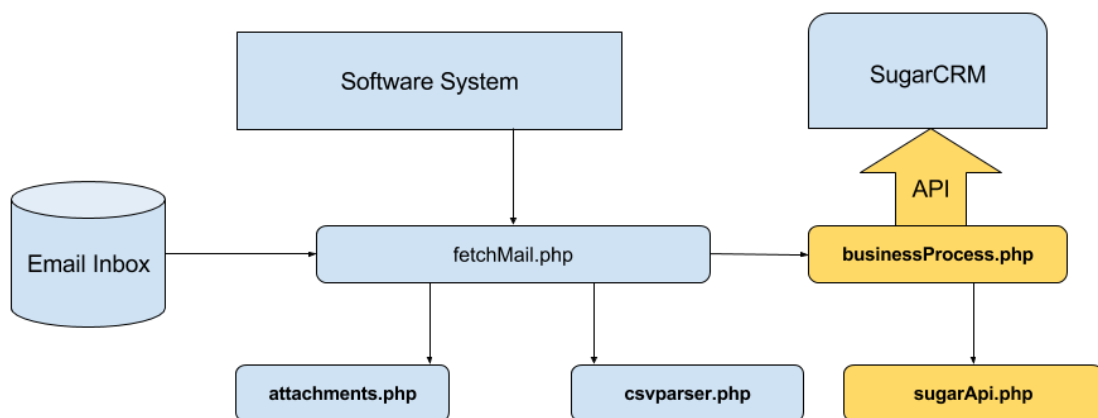 Software System
SugarCRM
API
Email Inbox
fetchMail.php
businessProcess.php
attachments.php
csvparser.php
sugarApi.php